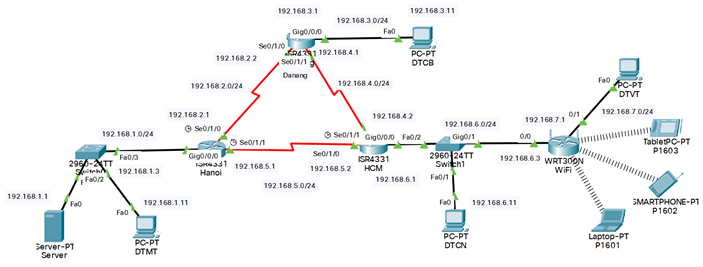 192.168.3.1
192.168.3.11
192.168.3.0/24
Gig0/0/0
Fa0
192.168.2.2
Se0/1/0
ISR4331
192.168.4.1
Se0/1/1
Danang
PC-PT
DTCB
192.168.2.0/24
192.168.4.0/24
Fa0
PC-PT
DTVT
192.168.2.1
192.168.4.2
192.168.6.0/24
192.168.7.1
0/1
192.168.7.0/24
192.168.1.0/24
Se0/1/0
Se0/1/1
Se0/1/1
Gig0/0/0
Fa0/2
Gig0/1
0/0
TabletPC-PT
P1603
Fa0/3
Gig0/0/0
2960-24TT
Fa0/2
192.168.1.3
ISR4331
Hanoi
192.168.5.1
Se0/1/0
192.168.5.2
ISR4331
HCM
2960-24TT
Switch1
192.168.6.3
WRT300N
WiFi
192.168.5.0/24
192.168.6.1
Fa0/1
192.168.1.1
192.168.1.11
Fa0
Fa0
Fa0
192.168.6.11
SMARTPHONE-PT
P1602
Server-PT
Server
PC-PT
DTMT
PC-PT
DTCN
Laptop-PT
P1601